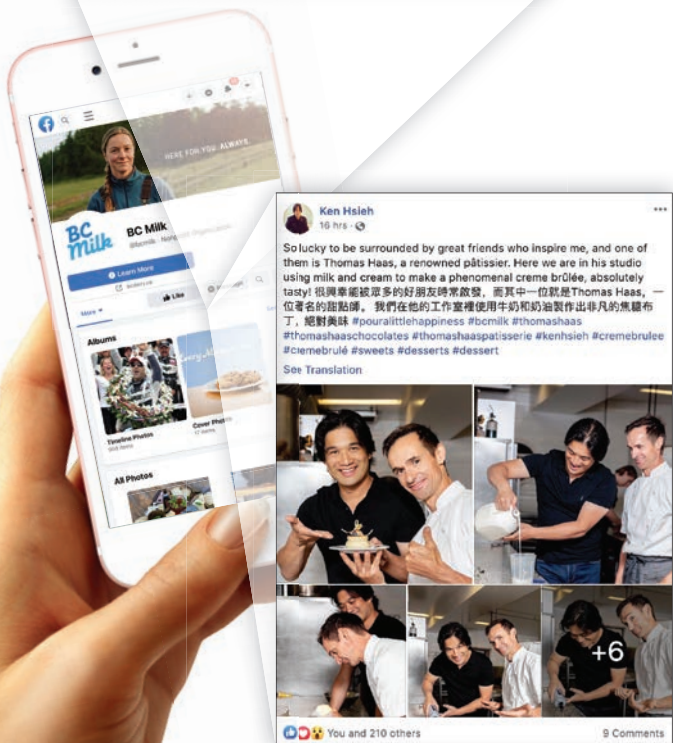 HERE FOR YOU. ALWAYS.
BC
Milk
BC Milk
@bcmilk · Nonprofit Organization
Learn More
Like
More
Albums
Timeline Photos
Cover Photos
All Photos
Ken Hsieh
16 hrs ·
So lucky to be surrounded by great friends who inspire me, and one of
them is Thomas Haas, a renowned pâtissier. Here we are in his studio
using milk and cream to make a phenomenal creme brûlée, absolutely
tasty! 很興幸能被眾多的好朋友時常啟發，而其中一位就是Thomas Haas，一
位著名的甜點師。 我們在他的工作室裡使用牛奶和奶油製作出非凡的焦糖布
丁，絕對美味 #pouralittlehappiness #bcmilk #thomashaas
#thomashaaschocolates #thomashaaspatisserie #kenhsieh #cremebrulee
#cremebrulé #sweets #desserts #dessert
See Translation
+6
You and 210 others
9 Comments